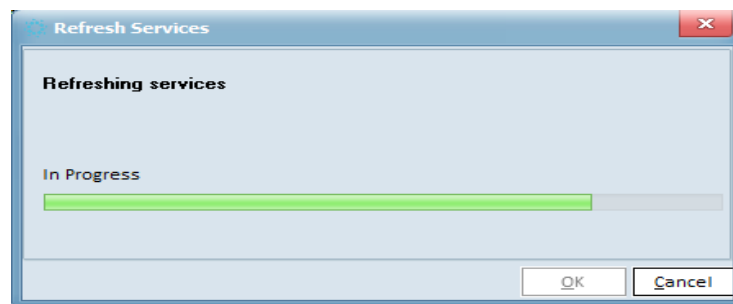 Refresh Services
Refreshing services
In Progress
OK
Cancel